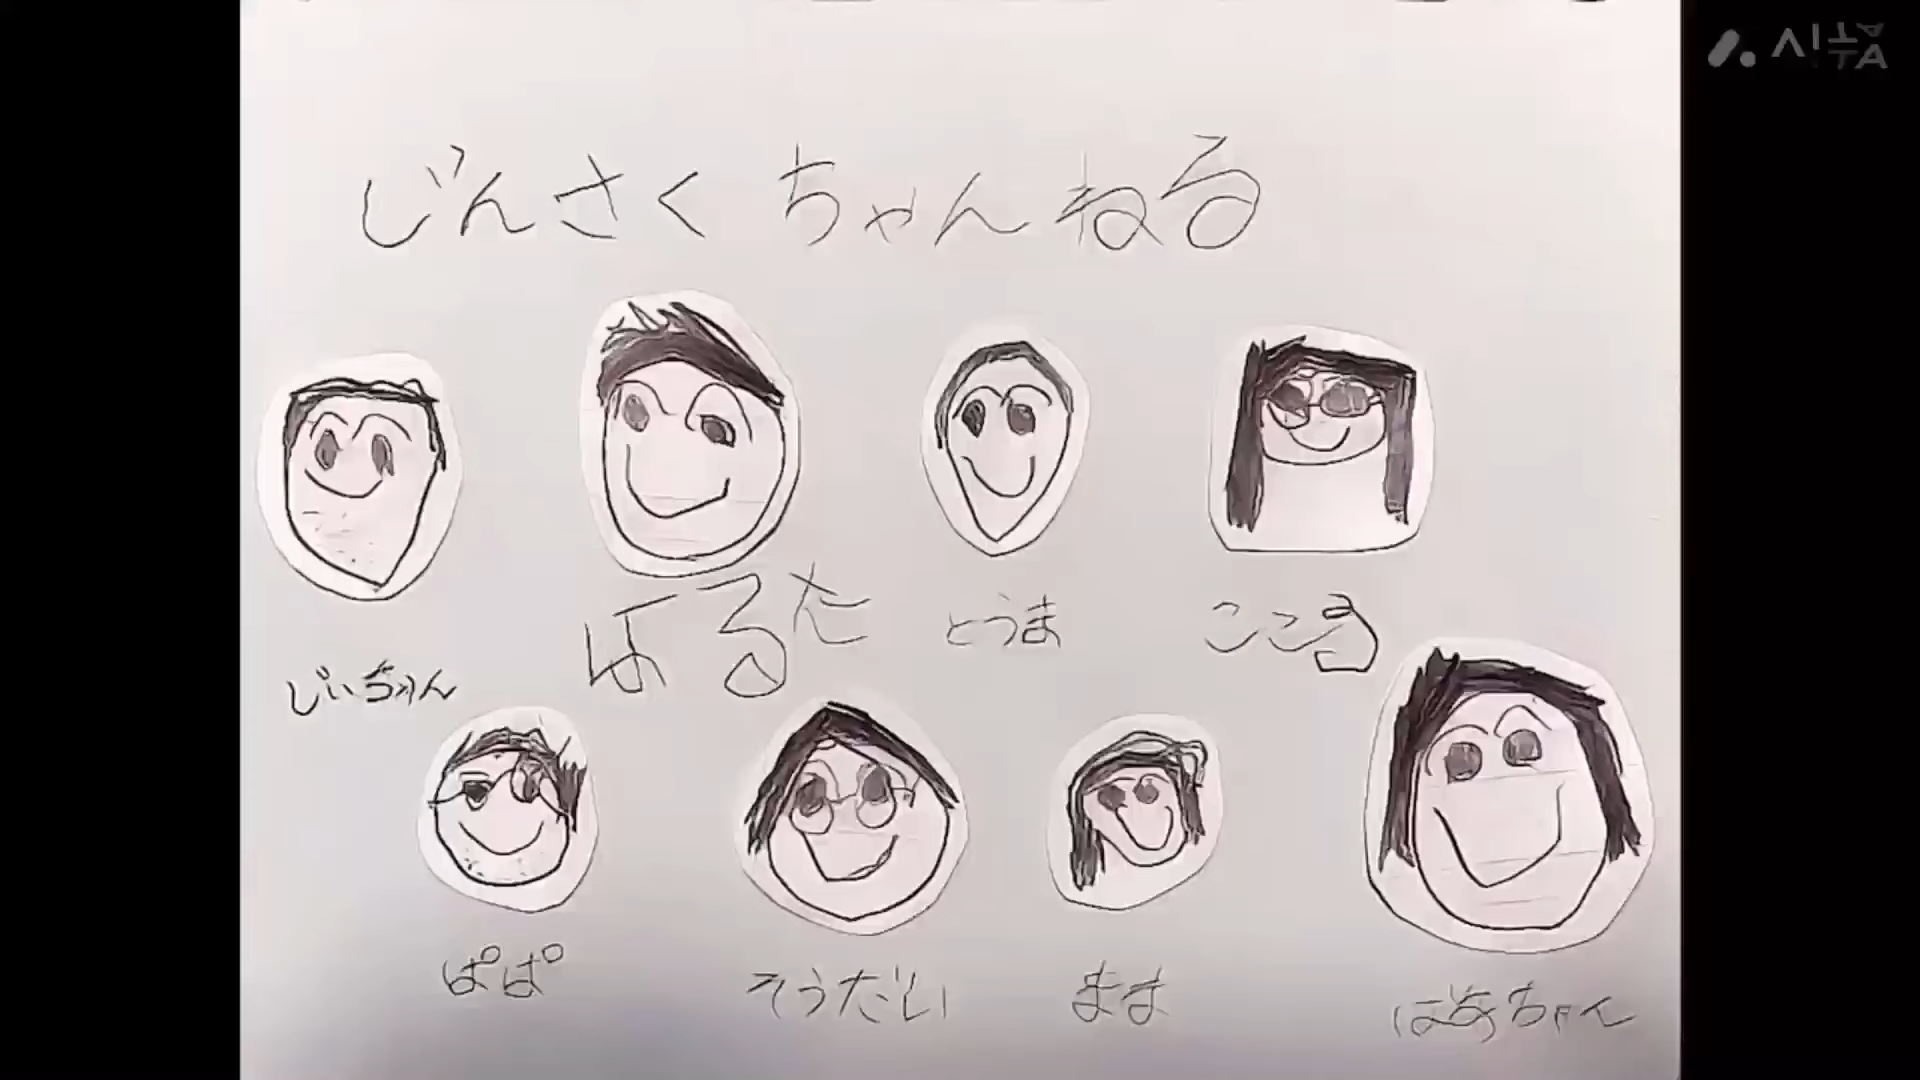 じんさくちゃんねる
じいちゃん
はるた
とうま
こころ
ぱぱ
そうだい
まま
ばあちゃん